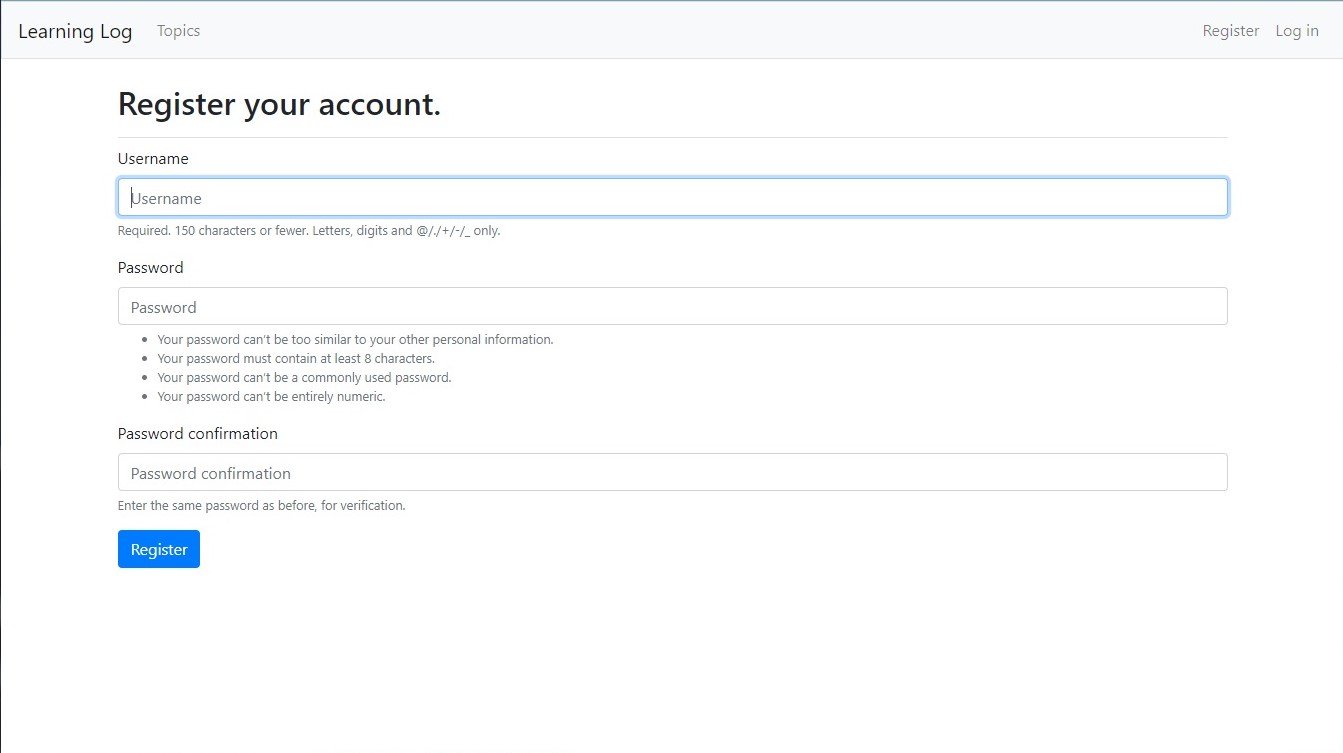 Learning Log Topics Register Log in
Register your account.
Username
Username
Required. 150 characters or fewer. Letters, digits and @/./+/-/_ only.
Password
Password
• Your password can't be too similar to your other personal information.
• Your password must contain at least 8 characters.
• Your password can't be a commonly used password.
• Your password can't be entirely numeric.
Password confirmation
Password confirmation
Enter the same password as before, for verification.
Register